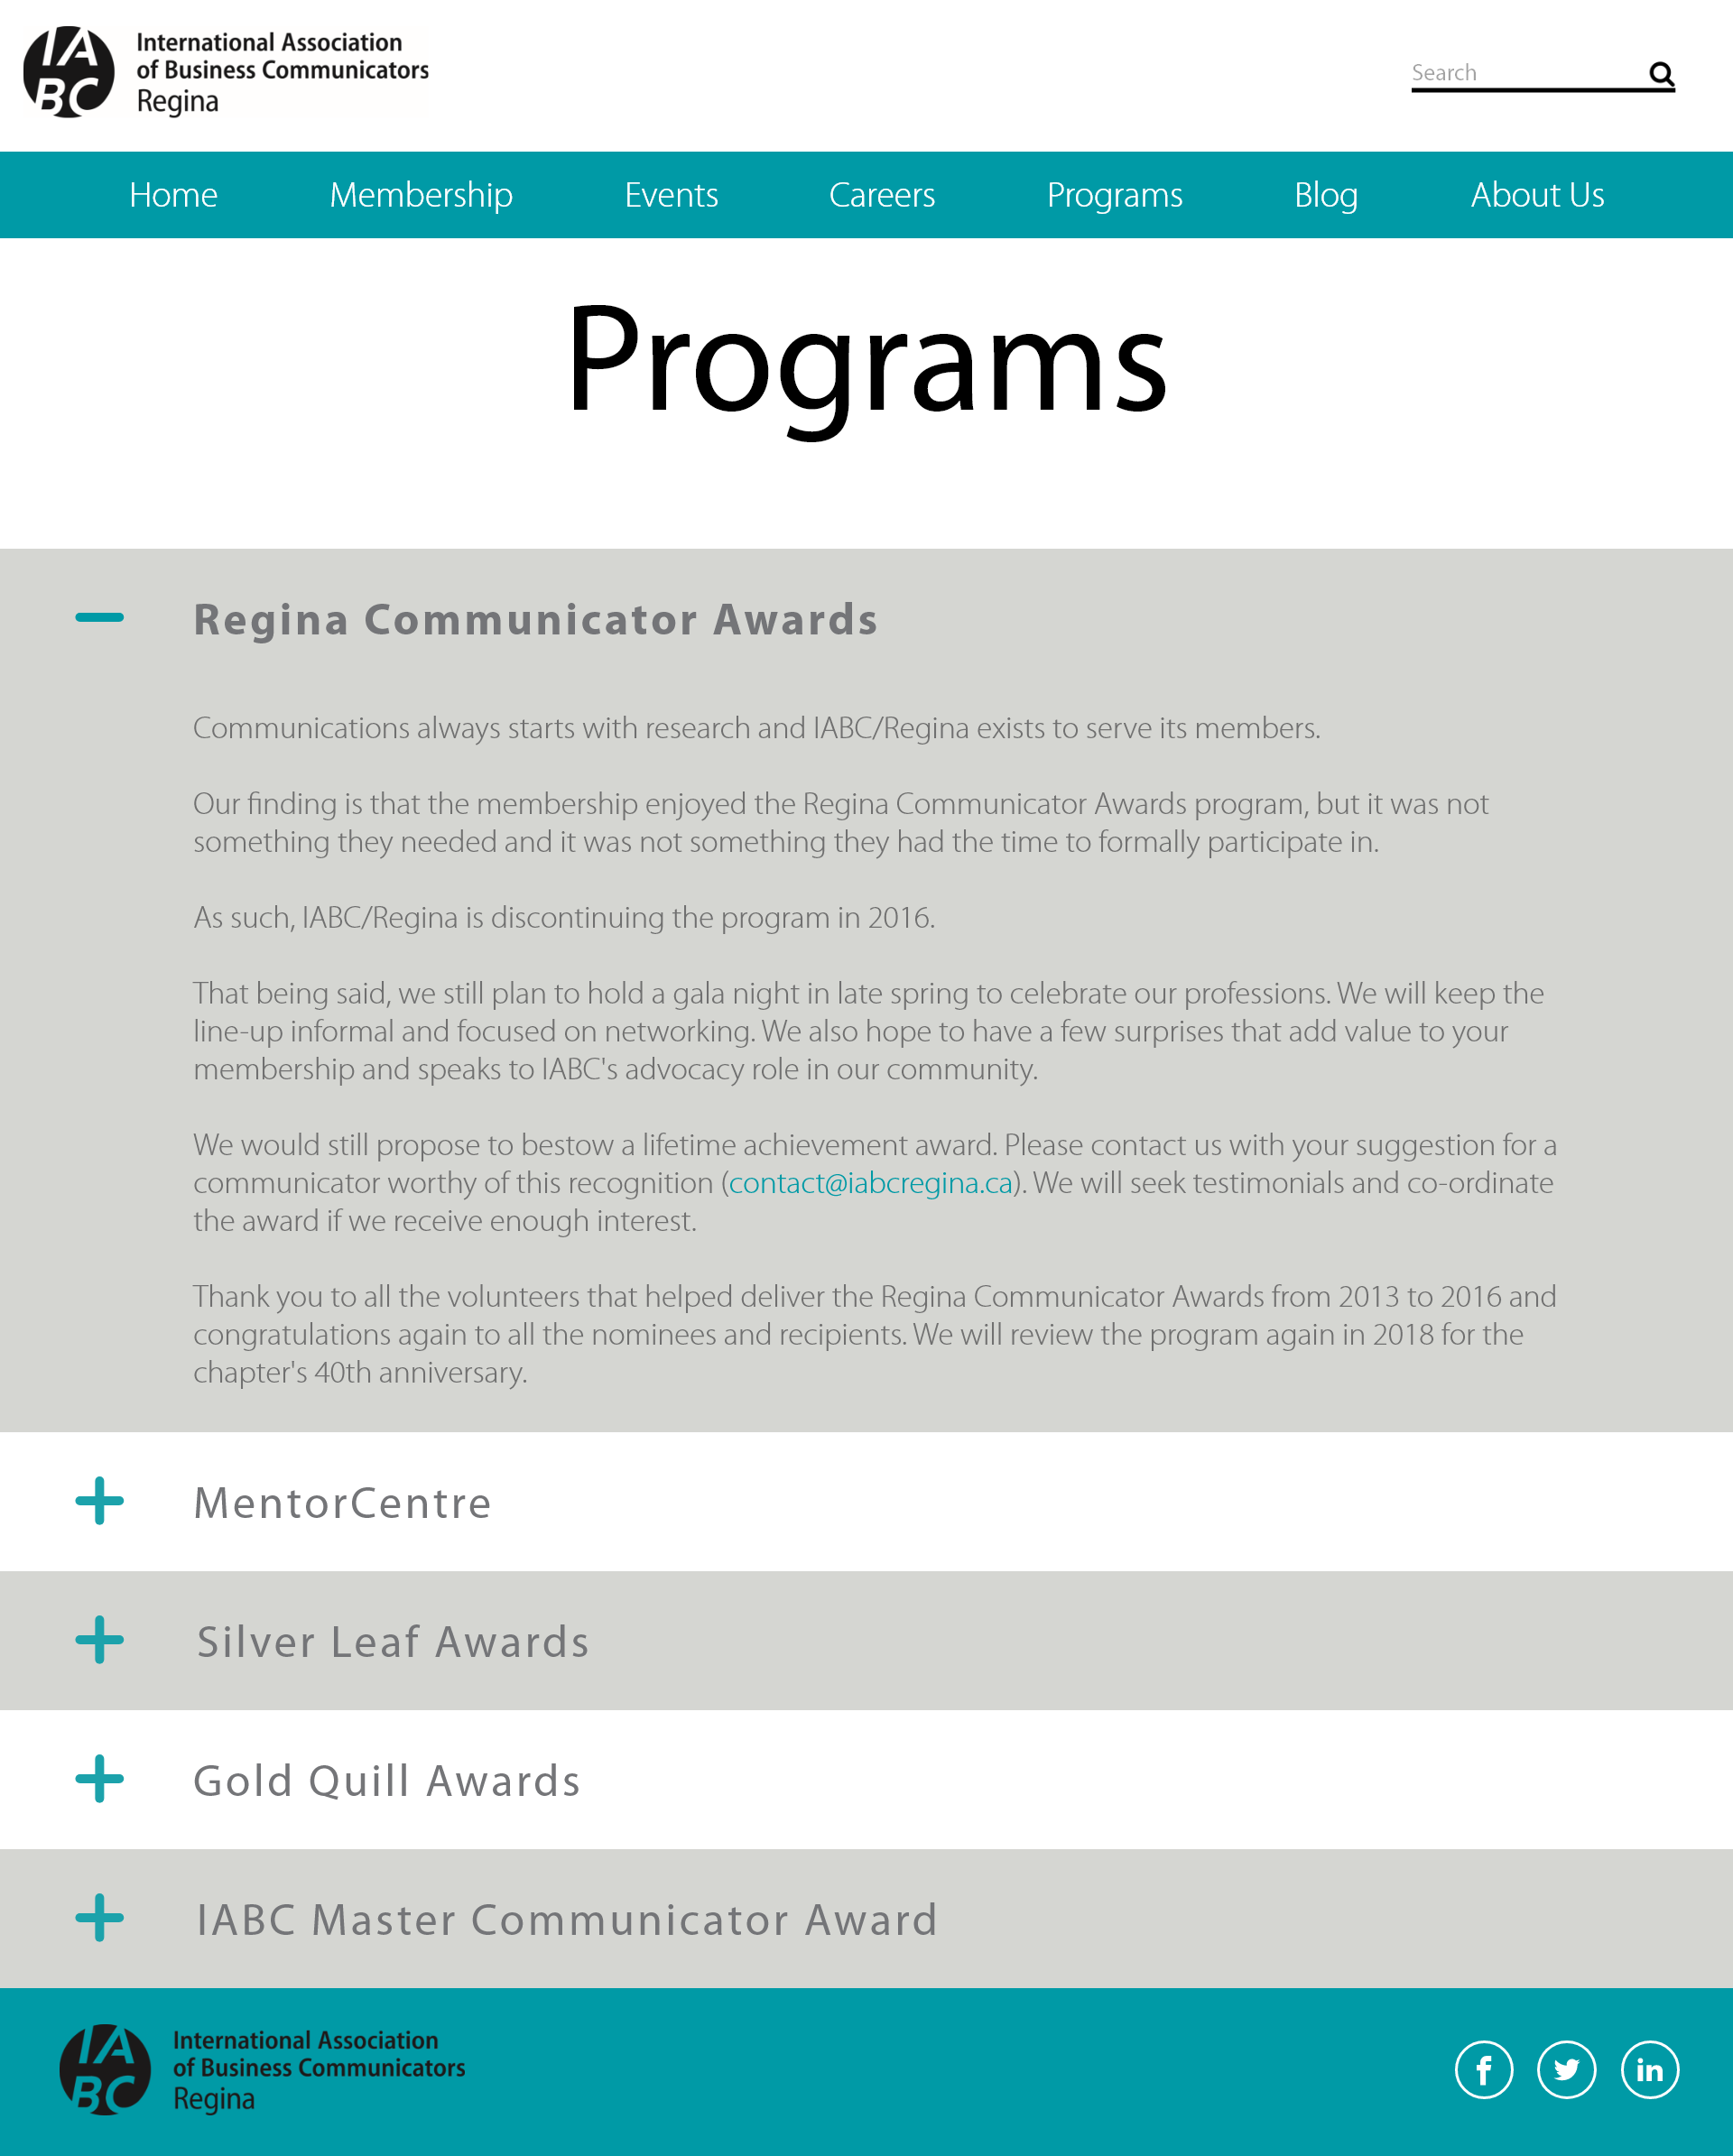 IA
BC
International Association
of Business Communicators
Regina
Search
Home Membership Events Careers Programs Blog About Us
Programs
Regina Communicator Awards
Communications always starts with research and IABC/Regina exists to serve its members.
Our finding is that the membership enjoyed the Regina Communicator Awards program, but it was not
something they needed and it was not something they had the time to formally participate in.
As such, IABC/Regina is discontinuing the program in 2016.
That being said, we still plan to hold a gala night in late spring to celebrate our professions. We will keep the
line-up informal and focused on networking. We also hope to have a few surprises that add value to your
membership and speaks to IABC's advocacy role in our community.
We would still propose to bestow a lifetime achievement award. Please contact us with your suggestion for a
communicator worthy of this recognition (contact@iabcregina.ca). We will seek testimonials and co-ordinate
the award if we receive enough interest.
Thank you to all the volunteers that helped deliver the Regina Communicator Awards from 2013 to 2016 and
congratulations again to all the nominees and recipients. We will review the program again in 2018 for the
chapter's 40th anniversary.
MentorCentre
Silver Leaf Awards
Gold Quill Awards
IABC Master Communicator Award
IA
BC
International Association
of Business Communicators
Regina
f in